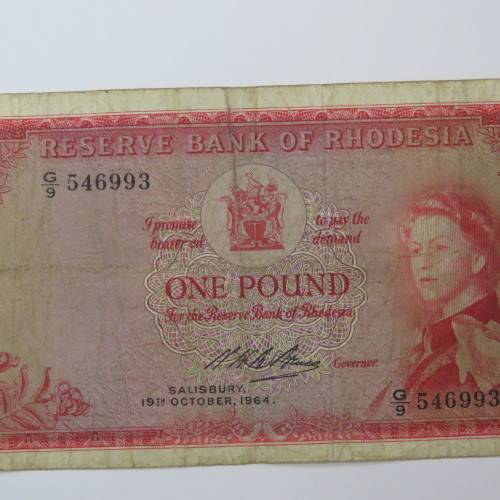 RESERVE BANK OF RHODESIA
G/9 546993
I promise to pay the
bearer on demand
ONE POUND
For the Reserve Bank of Rhodesia
Governor.
SALISBURY,
19TH OCTOBER, 1964.
G/9 546993